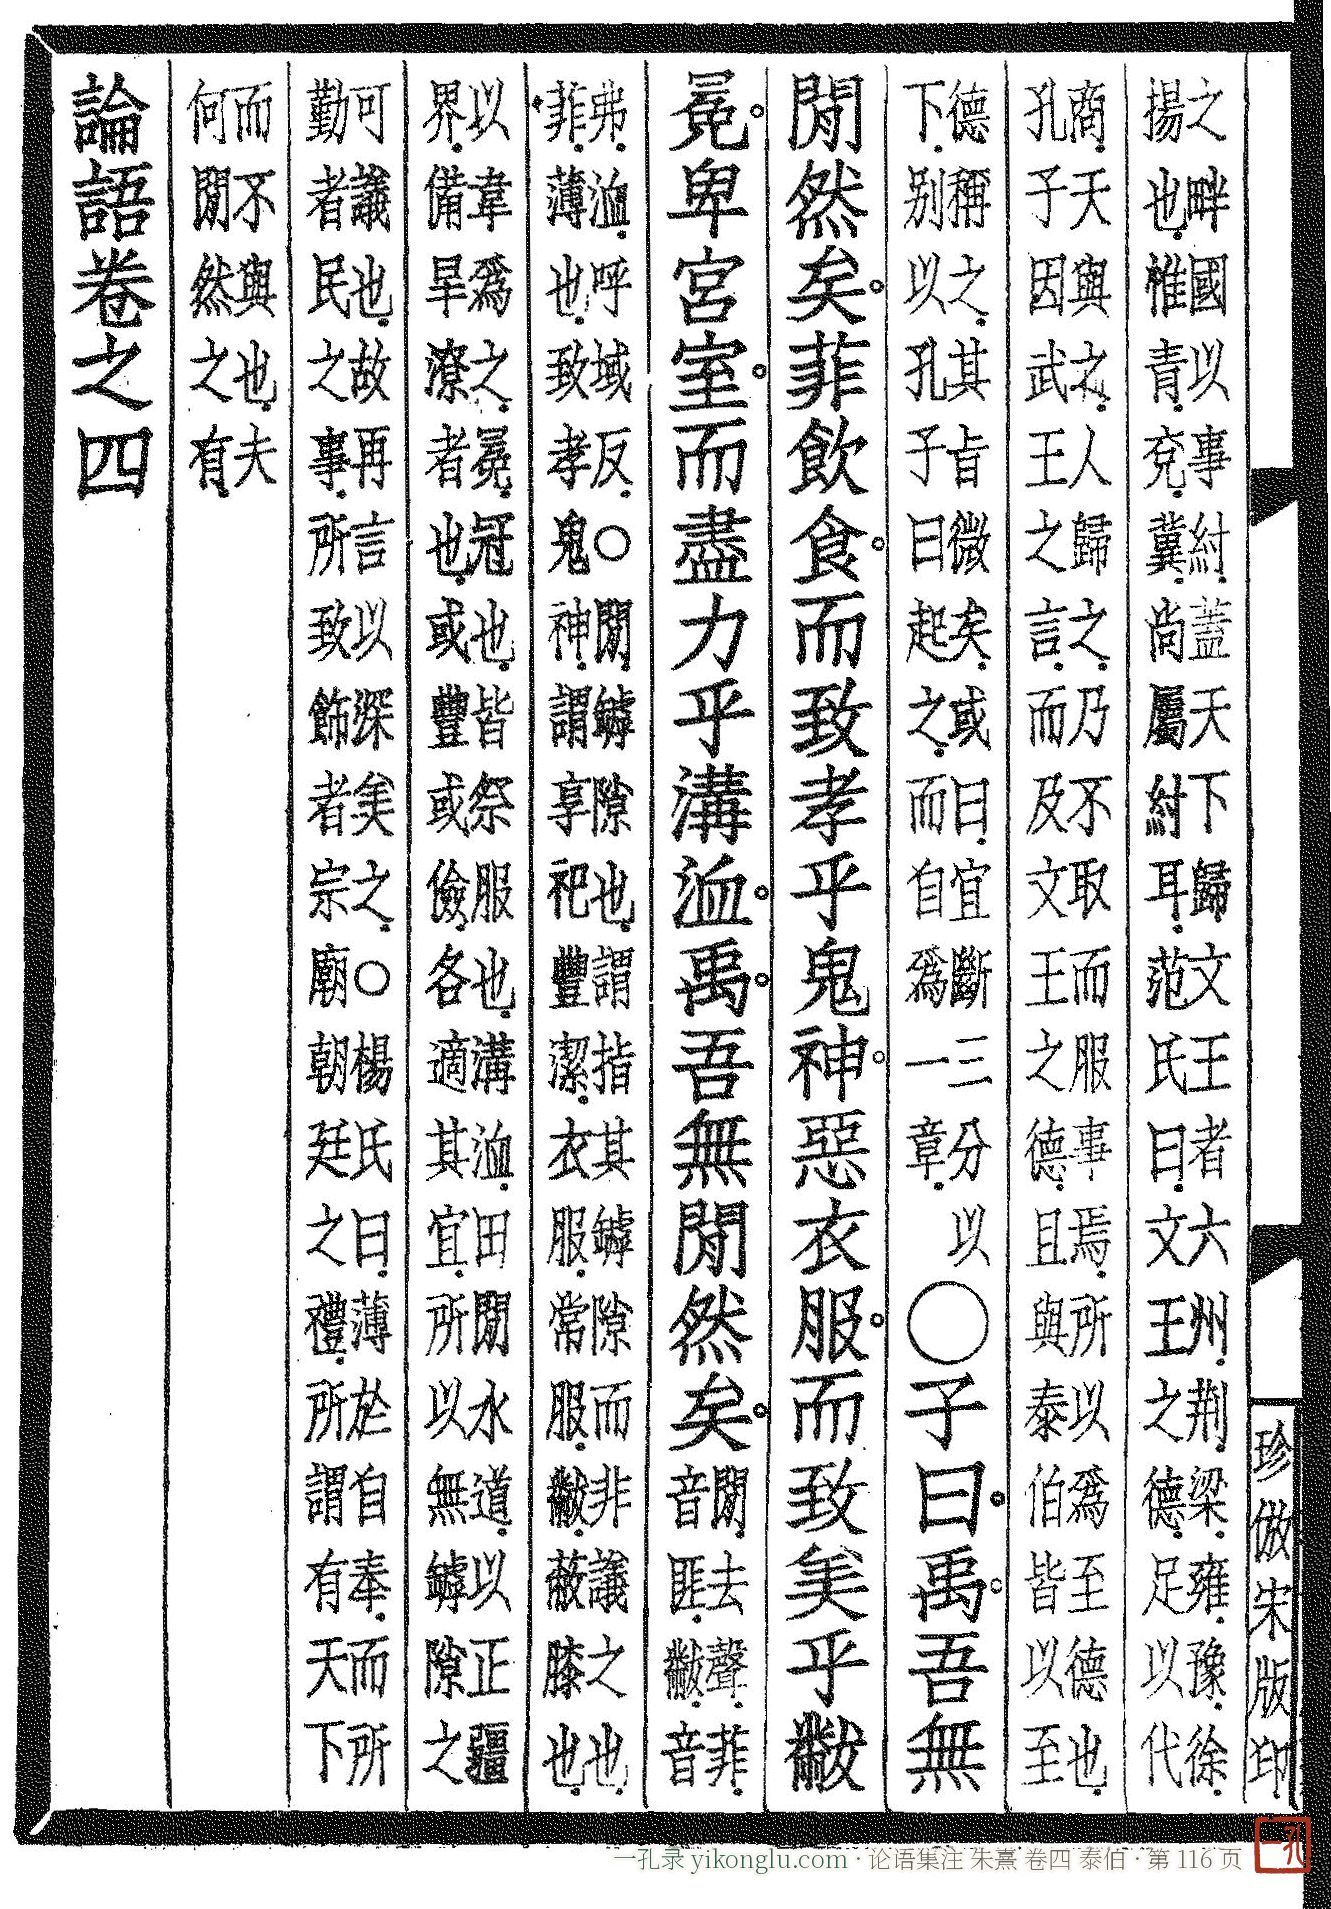 珍倣宋版印
之畔國以事紂蓋天下歸文王者六州荆梁雍豫徐
揚也惟青兗冀尚屬紂耳范氏曰文王之德足以代
商天與之人歸之乃不取而服事焉所以爲至德也
孔子因武王之言而及文王之德且與泰伯皆以至
德稱之其旨微矣或曰宜斷三分以
下别以孔子曰起之而自爲一章
○子曰禹吾無
閒然矣菲飲食而致孝乎鬼神惡衣服而致美乎黻
冕卑宮室而盡力乎溝洫禹吾無閒然矣
閒去聲菲
音匪黻音
弗洫呼域反○閒罅隙也謂指其罅隙而非議之也
菲薄也致孝鬼神謂享祀豐潔衣服常服黻蔽膝也
以韋爲之冕冠也皆祭服也溝洫田閒水道以正疆
界備旱潦者也或豐或儉各適其宜所以無罅隙之
可議也故再言以深美之○楊氏曰薄於自奉而所
勤者民之事所致飾者宗廟朝廷之禮所謂有天下
而不與也夫
何閒然之有
論語卷之四
一孔录 yikonglu.com · 论语集注 朱熹 卷四 泰伯 · 第 116 页
一孔